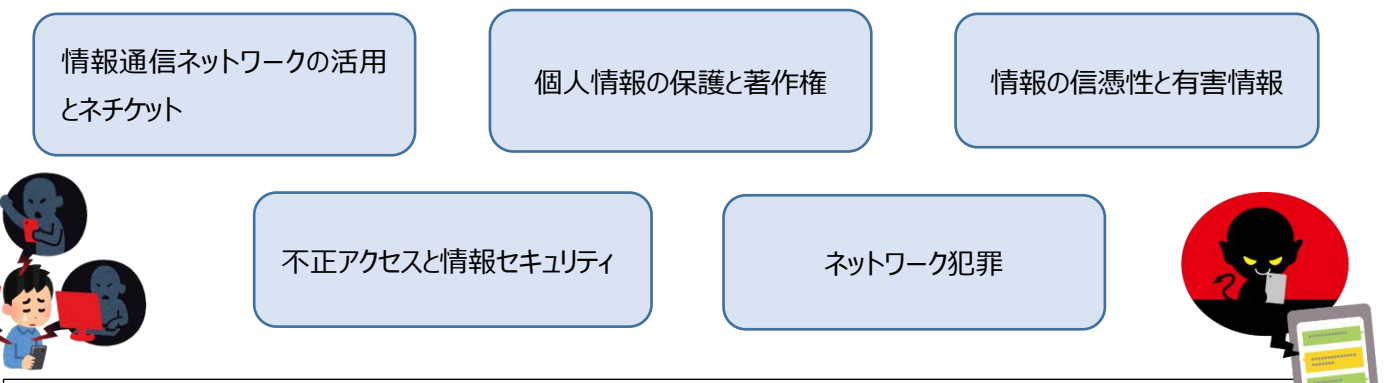 情報通信ネットワークの活用
とネチケット
個人情報の保護と著作権
情報の信憑性と有害情報
不正アクセスと情報セキュリティ
ネットワーク犯罪